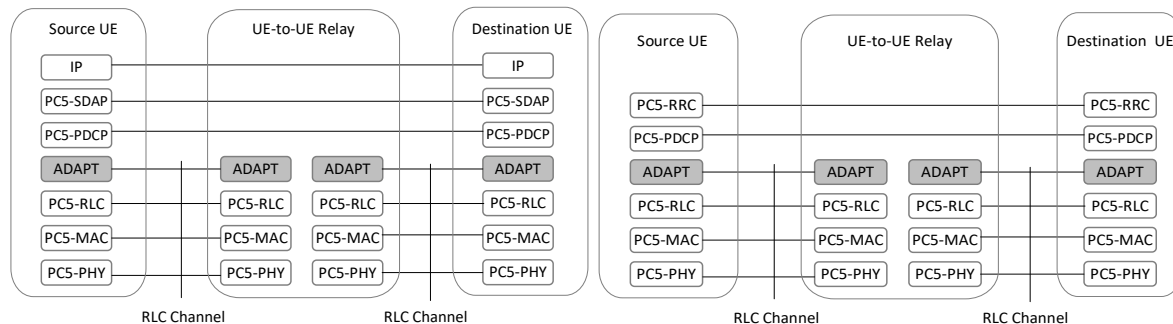 Source UE UE-to-UE Relay Destination UE
IP IP
PC5-SDAP PC5-SDAP
PC5-PDCP PC5-PDCP
ADAPT ADAPT ADAPT ADAPT
PC5-RLC PC5-RLC PC5-RLC PC5-RLC
PC5-MAC PC5-MAC PC5-MAC PC5-MAC
PC5-PHY PC5-PHY PC5-PHY PC5-PHY
RLC Channel RLC Channel
Source UE UE-to-UE Relay Destination UE
PC5-RRC PC5-RRC
PC5-PDCP PC5-PDCP
ADAPT ADAPT ADAPT ADAPT
PC5-RLC PC5-RLC PC5-RLC PC5-RLC
PC5-MAC PC5-MAC PC5-MAC PC5-MAC
PC5-PHY PC5-PHY PC5-PHY PC5-PHY
RLC Channel RLC Channel